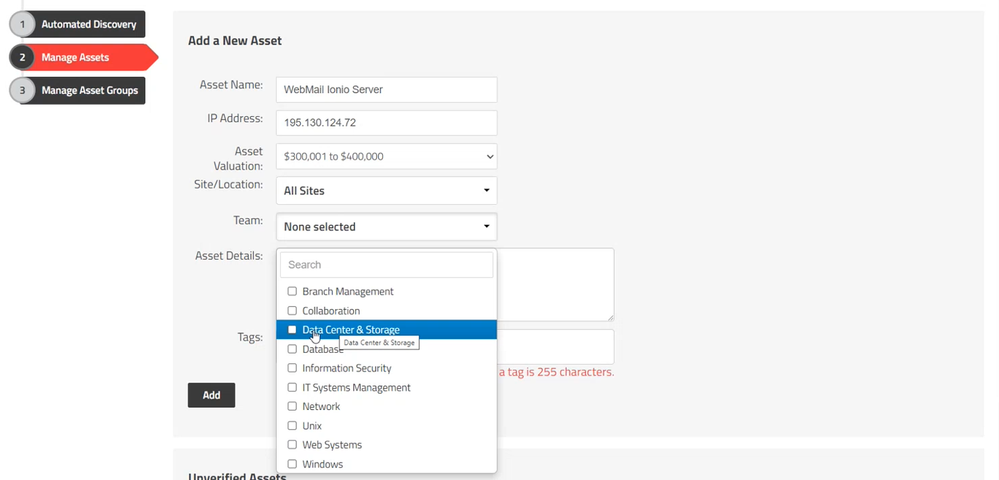 1 Automated Discovery
2 Manage Assets
3 Manage Asset Groups
Add a New Asset
Asset Name: WebMail Ionio Server
IP Address: 195.130.124.72
Asset Valuation: $300,001 to $400,000
Site/Location: All Sites
Team: None selected
Asset Details:
Search
Branch Management
Collaboration
Data Center & Storage
Data Center & Storage
Database
Information Security
IT Systems Management
Network
Unix
Web Systems
Windows
Tags:
a tag is 255 characters.
Add
Unverified Assets